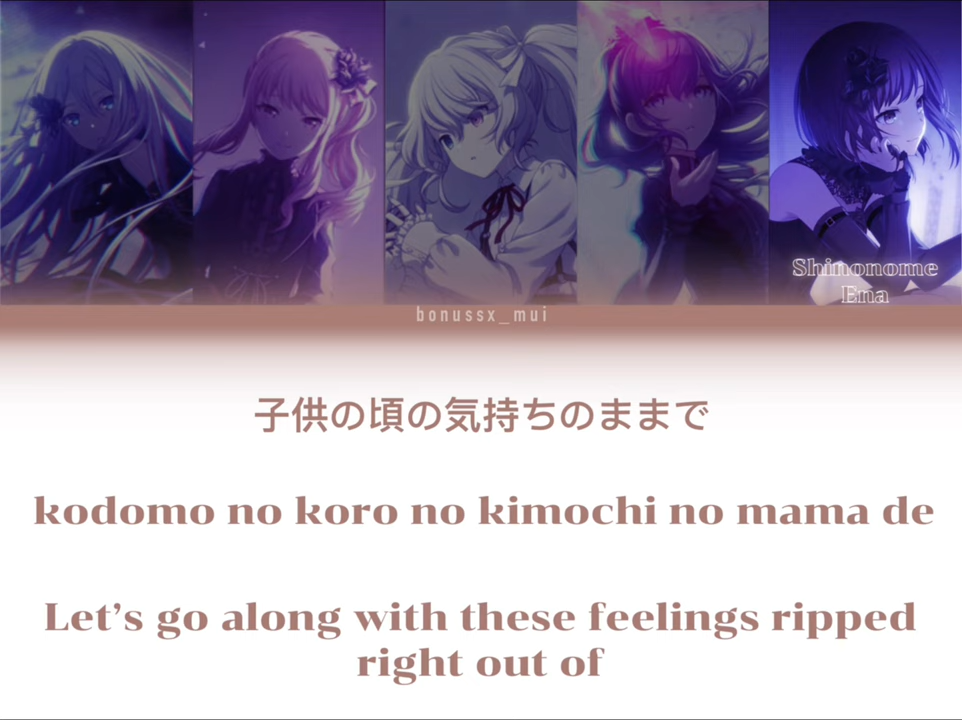 Shinonome
Ena
bonussx_mui
子供の頃の気持ちのままで
kodomo no koro no kimochi no mama de
Let's go along with these feelings ripped
right out of